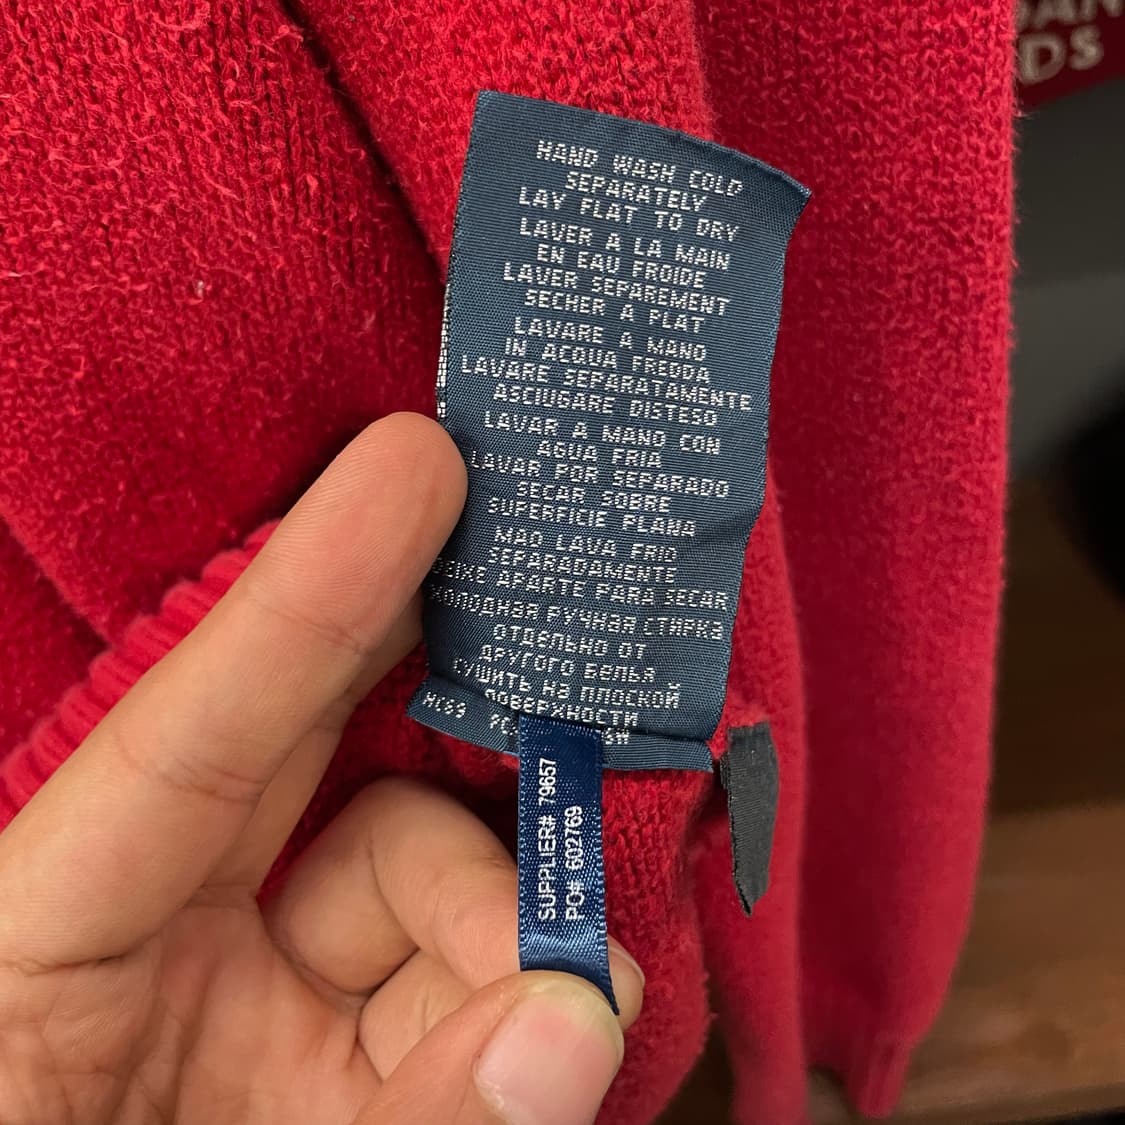 HAND WASH COLD
SEPARATELY
LAY FLAT TO DRY
LAVER A LA MAIN
EN EAU FROIDE
LAVER SEPAREMENT
SECHER A PLAT
LAVARE A MANO
IN ACQUA FREDDA
LAVARE SEPARATAMENTE
ASCIUGARE DISTESO
LAVAR A MANO CON
AGUA FRIA
LAVAR POR SEPARADO
SECAR SOBRE
SUPERFICIE PLANA
MAO LAVA FRIO
SEPARADAMENTE
DEIXE APARTE PARA SECAR
ХОЛОДНАЯ РУЧНАЯ СТИРКА
ОТДЕЛЬНО ОТ
ДРУГОГО БЕЛЬЯ
СУШИТЬ НА ПЛОСКОЙ
ПОВЕРХНОСТИ
SUPPLIER# 79657
PO# 602769